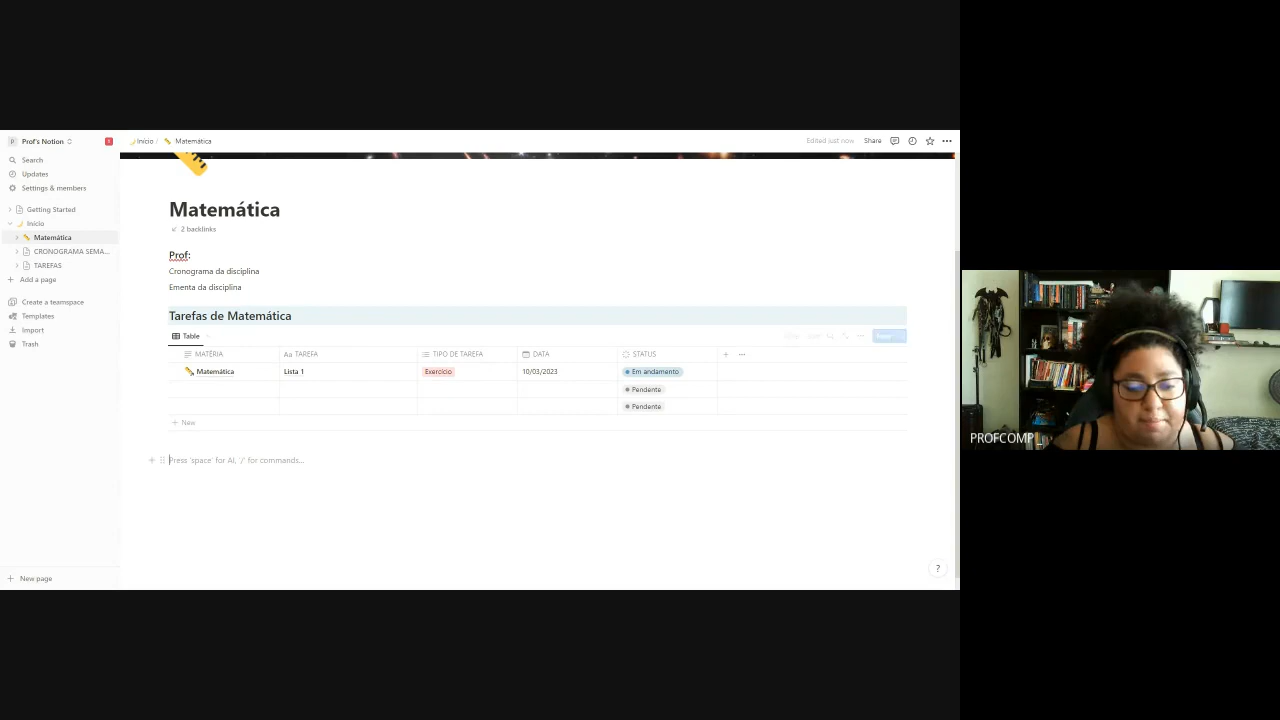 P Prof's Notion
Search
Updates
Settings & members
Getting Started
Início
Matemática
CRONOGRAMA SEMA...
TAREFAS
Add a page
Create a teamspace
Templates
Import
Trash
New page
Início / Matemática
Edited just now Share
Matemática
2 backlinks
Prof:
Cronograma da disciplina
Ementa da disciplina
Tarefas de Matemática
Table
MATÉRIA Aa TAREFA TIPO DE TAREFA DATA STATUS
Matemática Lista 1 Exercício 10/03/2023 Em andamento
Pendente
Pendente
+ New
Press 'space' for AI, '/' for commands...
?
PROFCOMP _